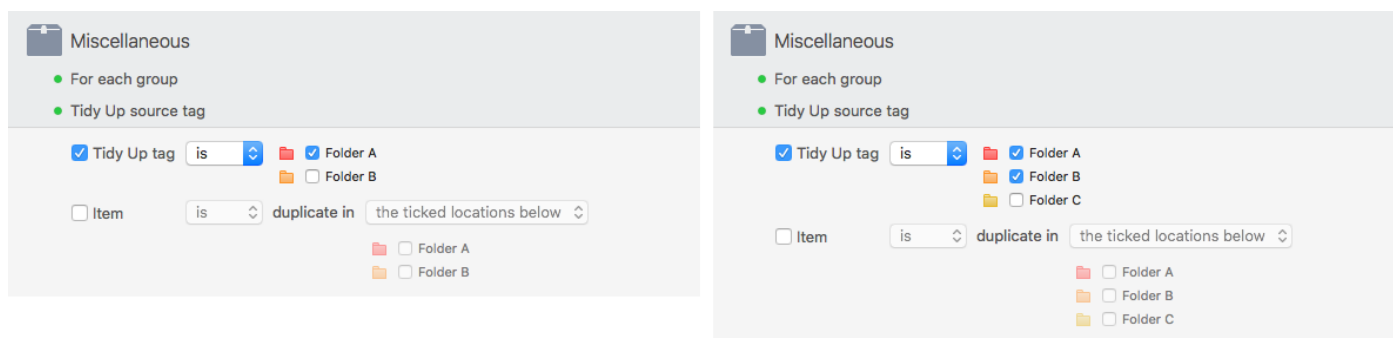 Miscellaneous
For each group
Tidy Up source tag
Tidy Up tag is Folder A
Folder B
Item is duplicate in the ticked locations below
Folder A
Folder B
Miscellaneous
For each group
Tidy Up source tag
Tidy Up tag is Folder A
Folder B
Folder C
Item is duplicate in the ticked locations below
Folder A
Folder B
Folder C